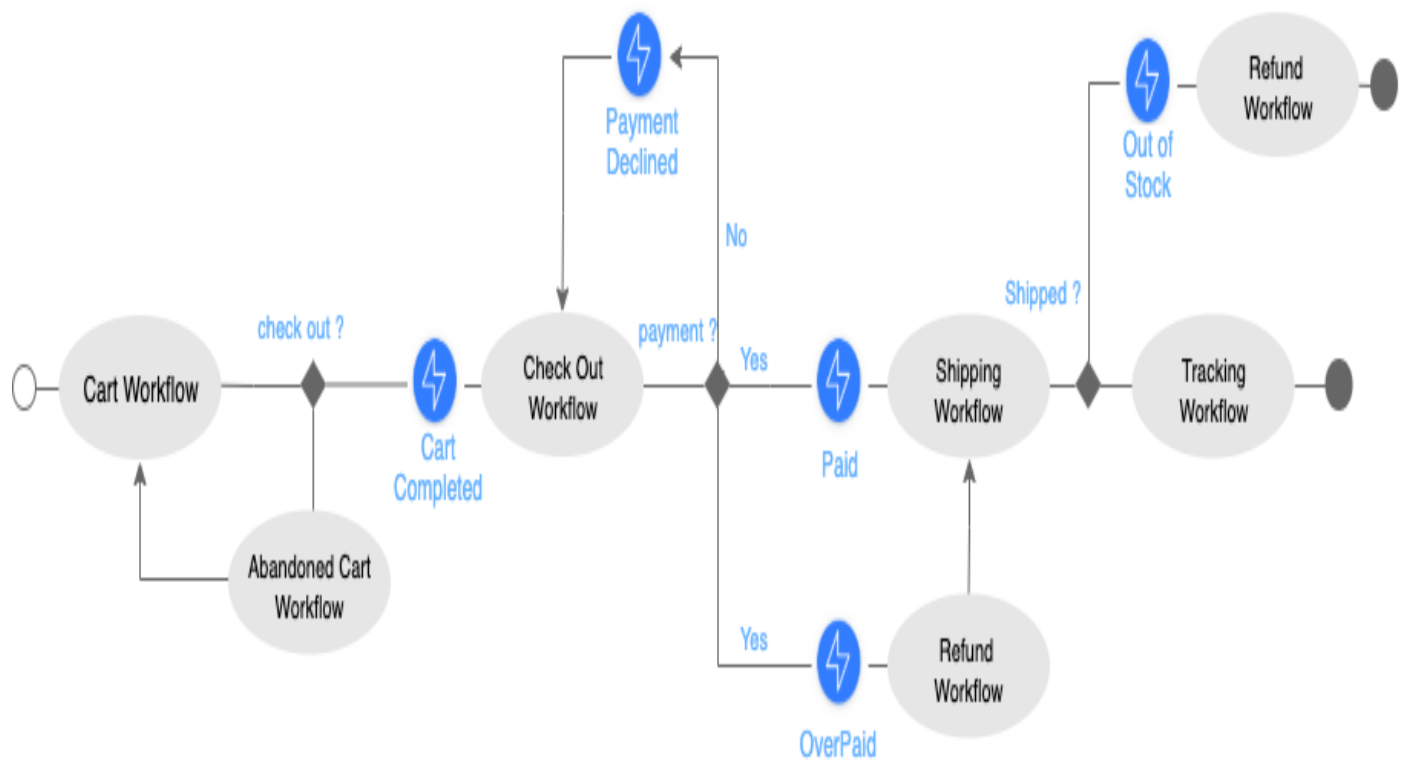 Payment
Declined
Refund
Workflow
Out of
Stock
No
Shipped ?
check out ?
payment ?
Yes
Cart Workflow
Check Out
Workflow
Shipping
Workflow
Tracking
Workflow
Cart
Completed
Paid
Abandoned Cart
Workflow
Yes
Refund
Workflow
OverPaid